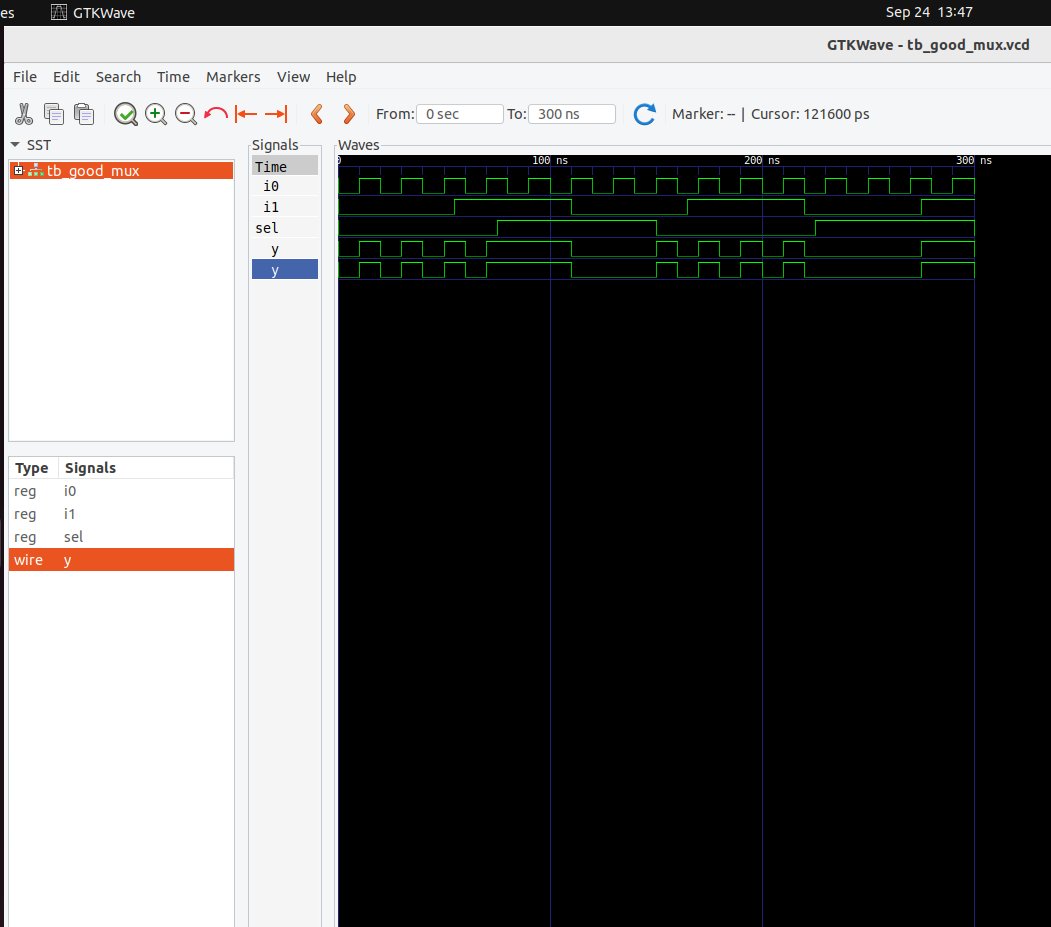 es GTKWave Sep 24 13:47
GTKWave - tb_good_mux.vcd
File Edit Search Time Markers View Help
From: 0 sec To: 300 ns Marker: -- | Cursor: 121600 ps
SST
tb_good_mux
Type Signals
reg i0
reg i1
reg sel
wire y
Signals
Time
i0
i1
sel
y
y
Waves
0 100 ns 200 ns 300 ns